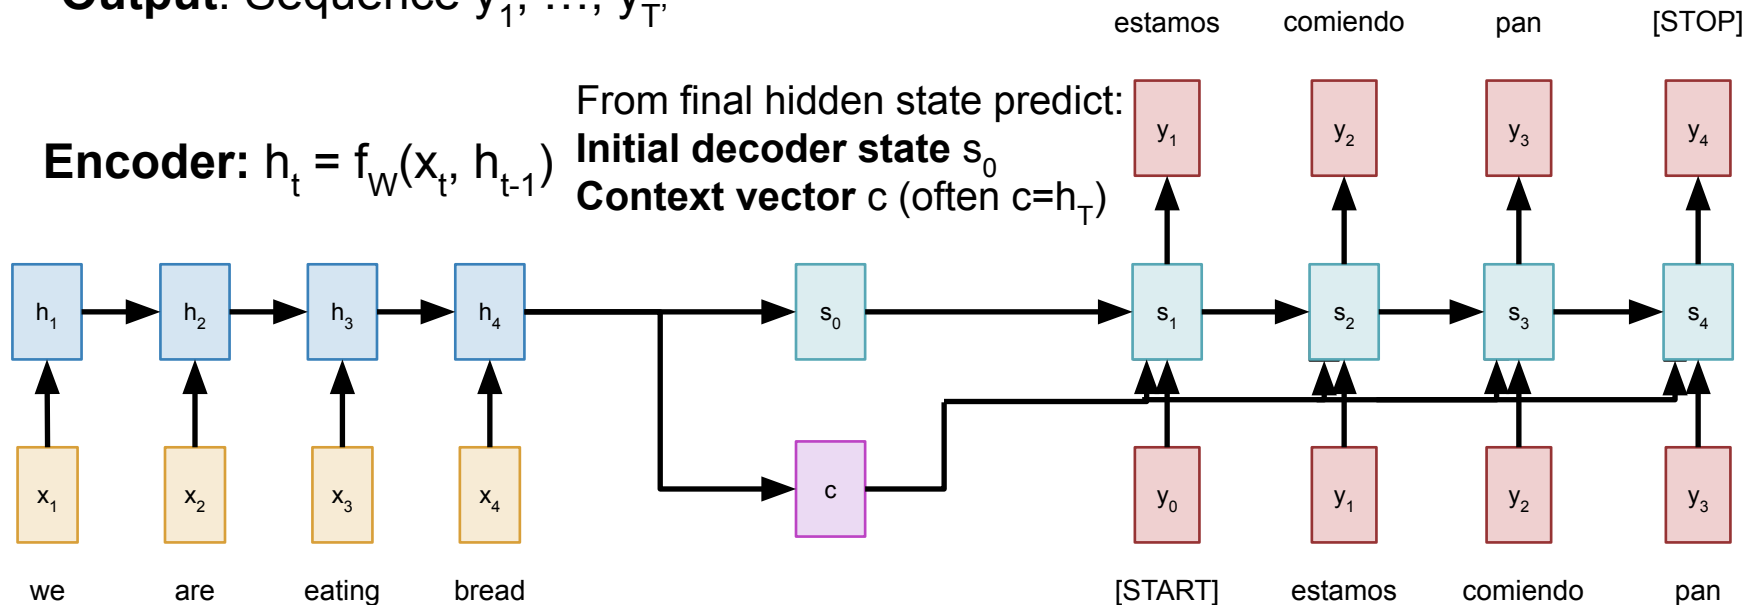 Output: Sequence y1, …, yT'
estamos comiendo pan [STOP]
From final hidden state predict:
Encoder: ht = fW(xt, ht-1)
Initial decoder state s0
Context vector c (often c=hT)
y1 y2 y3 y4
h1 h2 h3 h4 s0 s1 s2 s3 s4
x1 x2 x3 x4 c y0 y1 y2 y3
we are eating bread [START] estamos comiendo pan